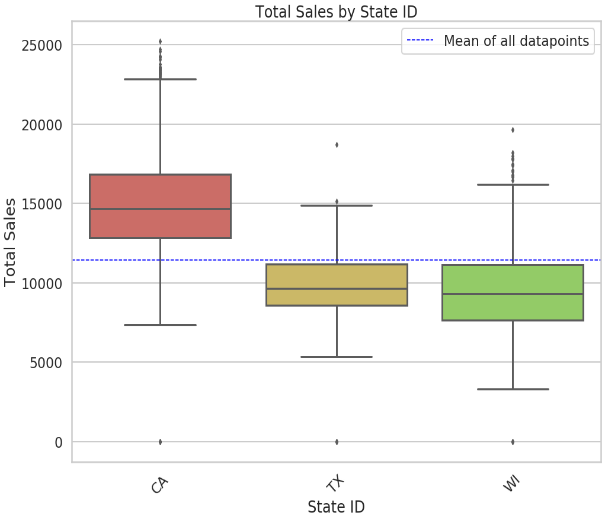 Total Sales by State ID
Mean of all datapoints
25000
20000
15000
10000
5000
0
Total Sales
CA
TX
WI
State ID